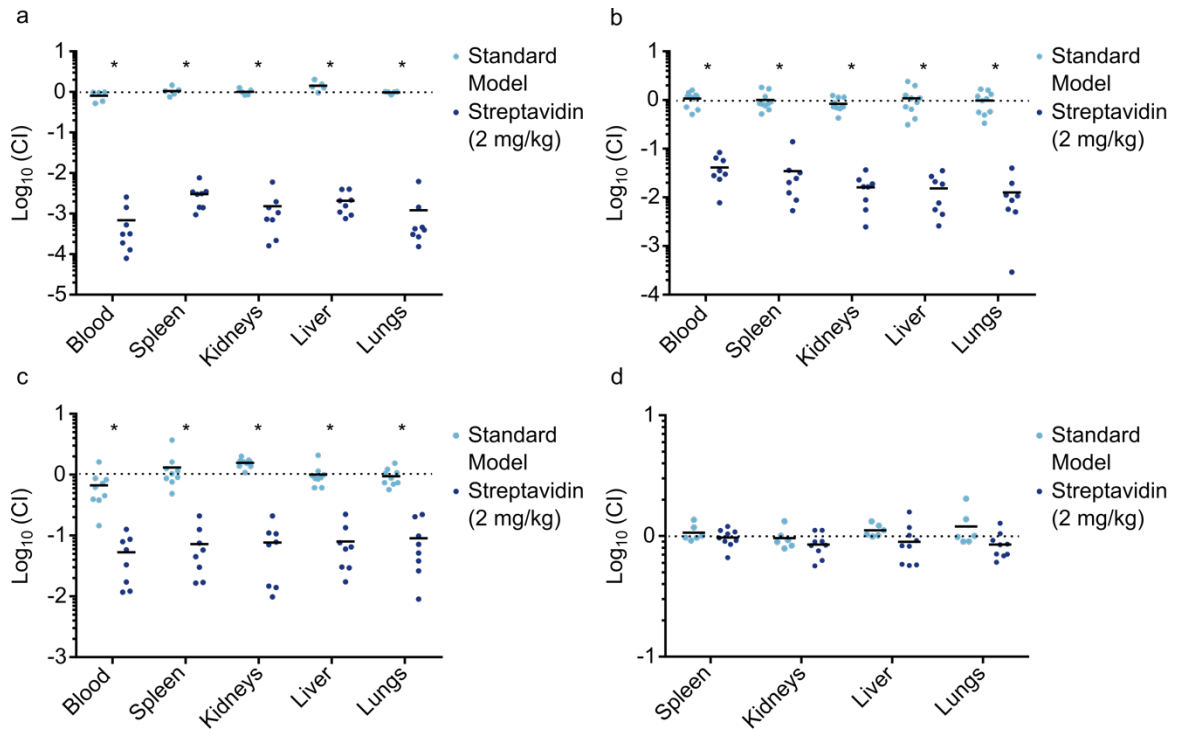 a
Log10 (CI)
1
0
-1
-2
-3
-4
-5
* * * * *
Blood Spleen Kidneys Liver Lungs
Standard
Model
Streptavidin
(2 mg/kg)
b
Log10 (CI)
1
0
-1
-2
-3
-4
* * * * *
Blood Spleen Kidneys Liver Lungs
Standard
Model
Streptavidin
(2 mg/kg)
c
Log10 (CI)
1
0
-1
-2
-3
* * * * *
Blood Spleen Kidneys Liver Lungs
Standard
Model
Streptavidin
(2 mg/kg)
d
Log10 (CI)
1
0
-1
Spleen Kidneys Liver Lungs
Standard
Model
Streptavidin
(2 mg/kg)